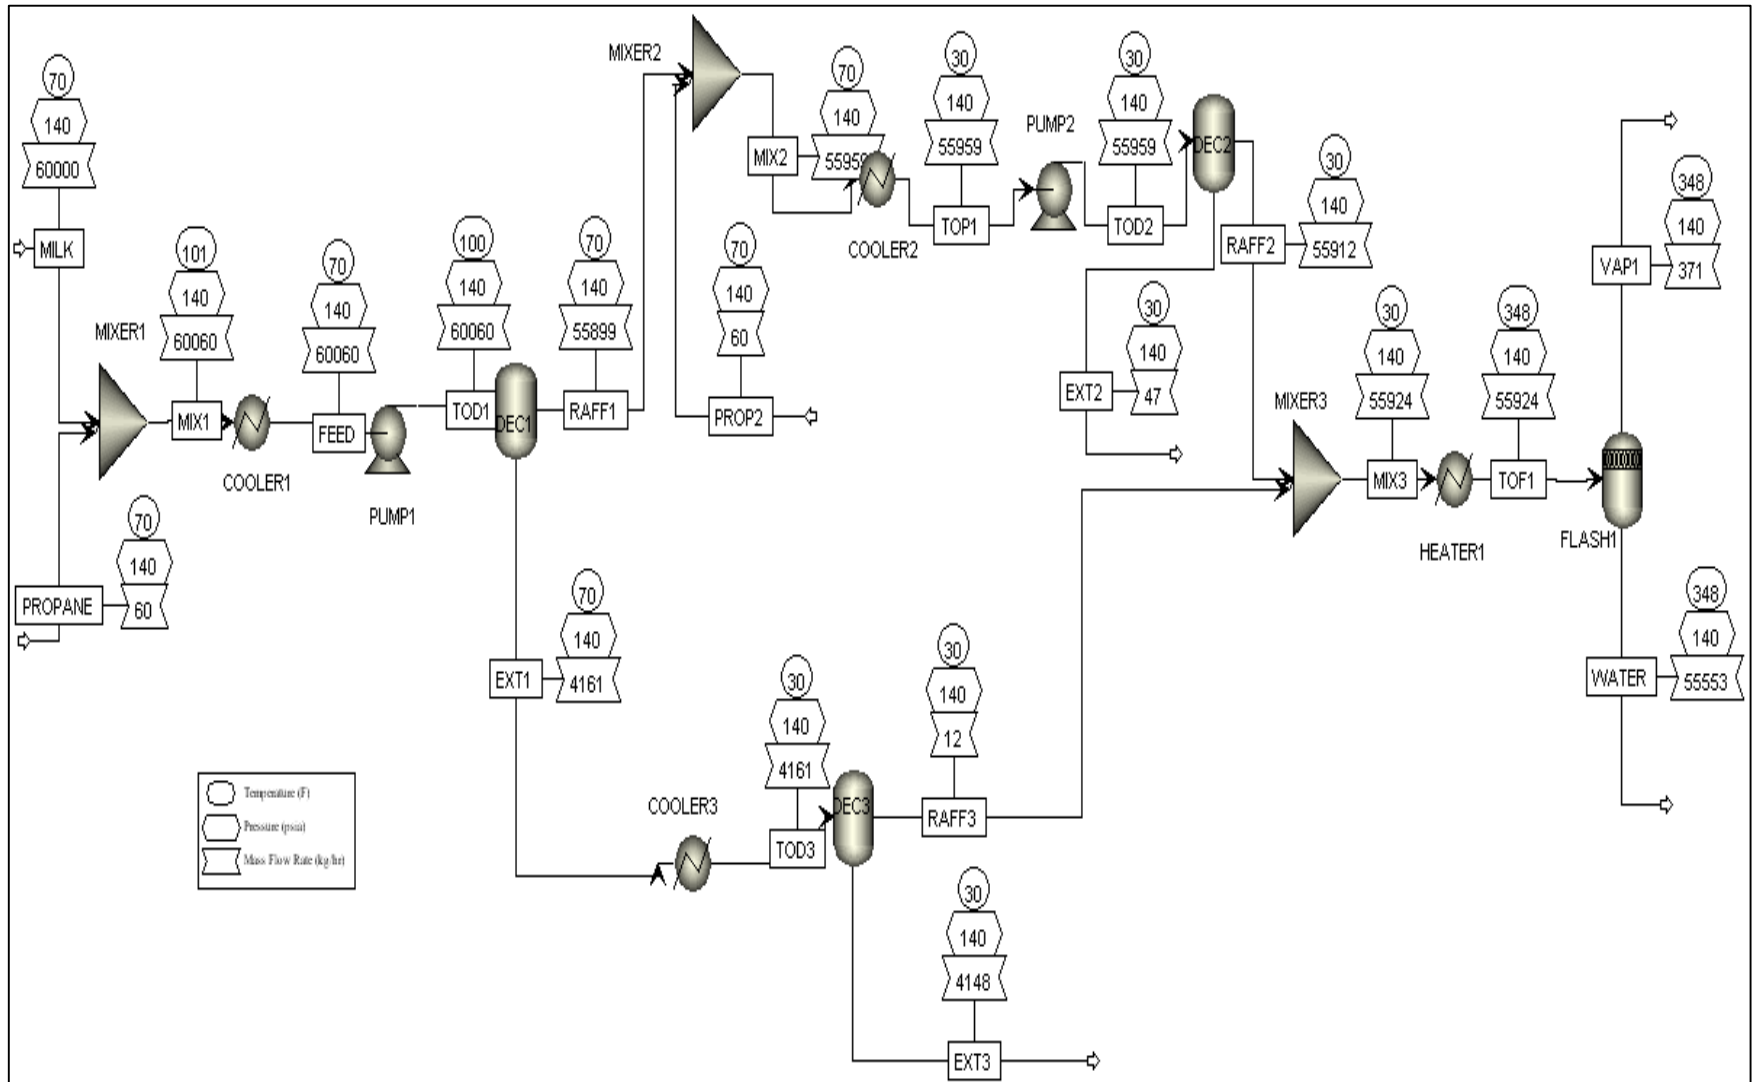 MIXER2
70
140
60000
MILK
101
140
60060
MIXER1
MIX1
COOLER1
70
140
60060
FEED
PUMP1
70
140
60
PROPANE
100
140
60060
TOD1
DEC1
70
140
55899
RAFF1
70
140
MIX2
COOLER2
30
140
55959
TOP1
PUMP2
30
140
55959
TOD2
DEC2
70
140
60
PROP2
30
140
55912
RAFF2
30
140
47
EXT2
MIXER3
30
140
55924
MIX3
HEATER1
348
140
55924
TOF1
FLASH1
348
140
371
VAP1
348
140
55553
WATER
70
140
4161
EXT1
COOLER3
30
140
4161
TOD3
DEC3
30
140
12
RAFF3
30
140
4148
EXT3
Temperature (F)
Pressure (psia)
Mass Flow Rate (kg/hr)